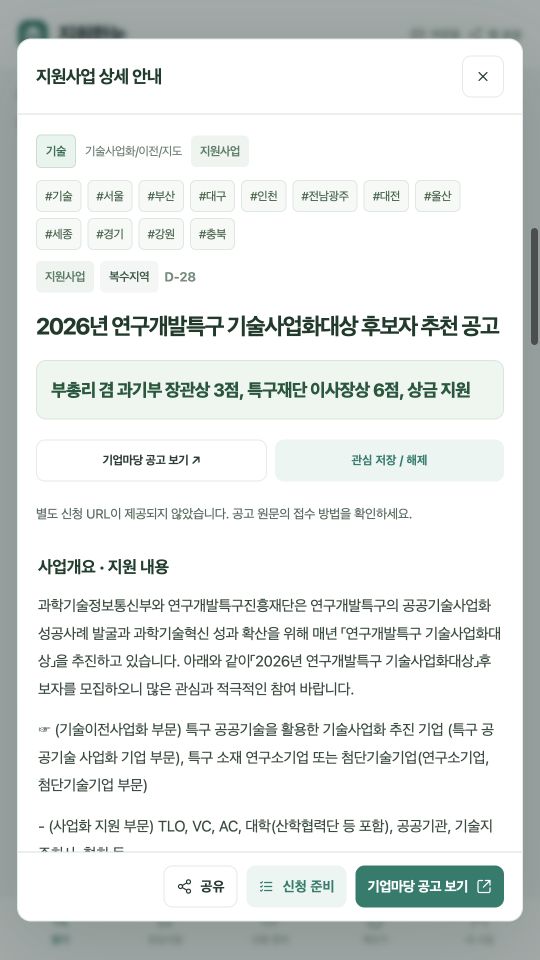 지원사업 상세 안내
기술 기술사업화/이전/지도 지원사업
#기술 #서울 #부산 #대구 #인천 #전남광주 #대전 #울산
#세종 #경기 #강원 #충북
지원사업 복수지역 D-28
2026년 연구개발특구 기술사업화대상 후보자 추천 공고
부총리 겸 과기부 장관상 3점, 특구재단 이사장상 6점, 상금 지원
기업마당 공고 보기 ↗ 관심 저장 / 해제
별도 신청 URL이 제공되지 않았습니다. 공고 원문의 접수 방법을 확인하세요.
사업개요 · 지원 내용
과학기술정보통신부와 연구개발특구진흥재단은 연구개발특구의 공공기술사업화
성공사례 발굴과 과학기술혁신 성과 확산을 위해 매년 「연구개발특구 기술사업화대
상」을 추진하고 있습니다. 아래와 같이「2026년 연구개발특구 기술사업화대상」후
보자를 모집하오니 많은 관심과 적극적인 참여 바랍니다.
☞ (기술이전사업화 부문) 특구 공공기술을 활용한 기술사업화 추진 기업 (특구 공
공기술 사업화 기업 부문), 특구 소재 연구소기업 또는 첨단기술기업(연구소기업,
첨단기술기업 부문)
- (사업화 지원 부문) TLO, VC, AC, 대학(산학협력단 등 포함), 공공기관, 기술지
공유 신청 준비 기업마당 공고 보기